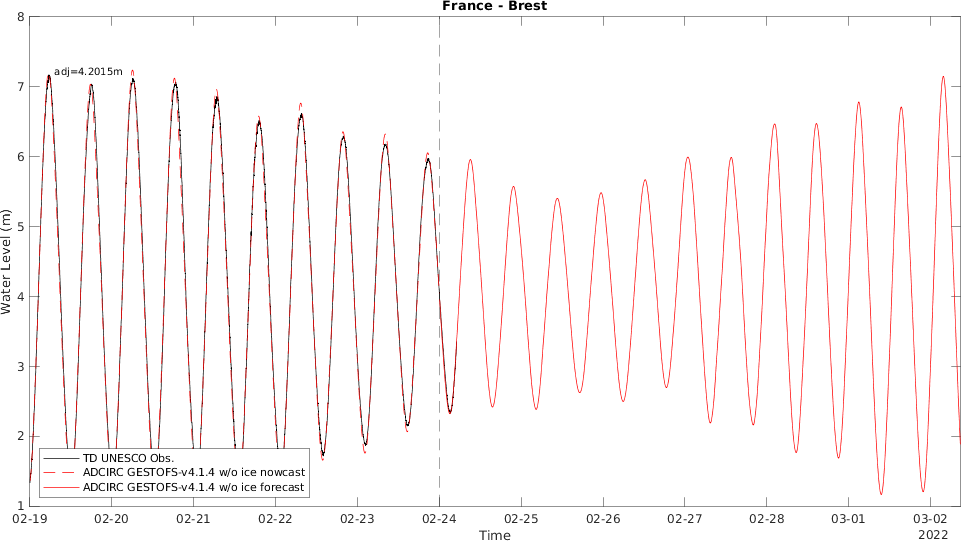 France - Brest
8
7
6
5
4
3
2
1
Water Level (m)
adj=4.2015m
TD UNESCO Obs.
ADCIRC GESTOFS-v4.1.4 w/o ice nowcast
ADCIRC GESTOFS-v4.1.4 w/o ice forecast
02-19 02-20 02-21 02-22 02-23 02-24 02-25 02-26 02-27 02-28 03-01 03-02
2022
Time